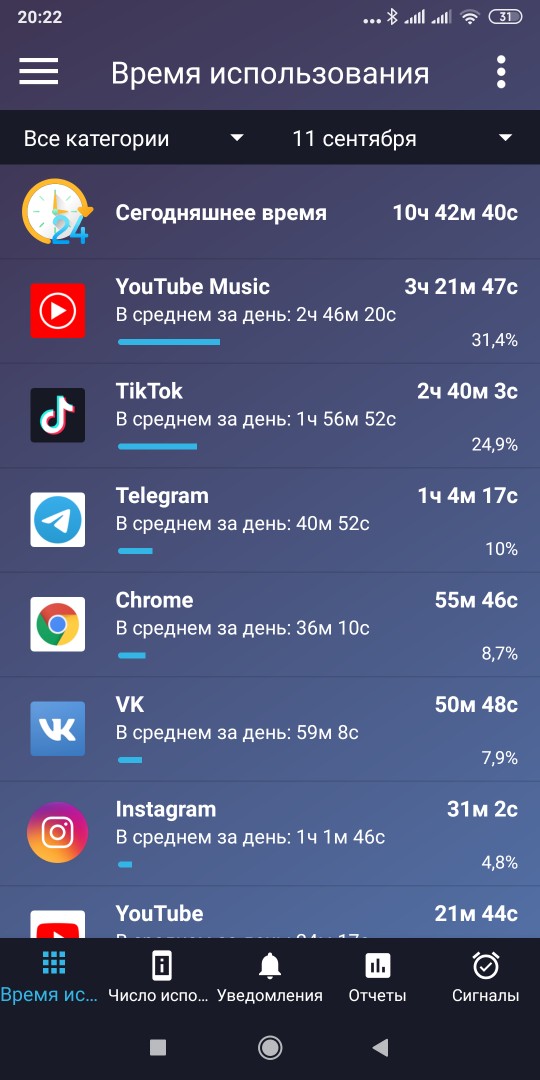 20:22
31
Время использования
Все категории
11 сентября
24
Сегодняшнее время
10ч 42м 40с
YouTube Music
3ч 21м 47с
В среднем за день: 2ч 46м 20с
31,4%
TikTok
2ч 40м 3с
В среднем за день: 1ч 56м 52с
24,9%
Telegram
1ч 4м 17с
В среднем за день: 40м 52с
10%
Chrome
55м 46с
В среднем за день: 36м 10с
8,7%
VK
50м 48с
В среднем за день: 59м 8с
7,9%
Instagram
31м 2с
В среднем за день: 1ч 1м 46с
4,8%
YouTube
21м 44с
Время ис...
Число испо...
Уведомления
Отчеты
Сигналы